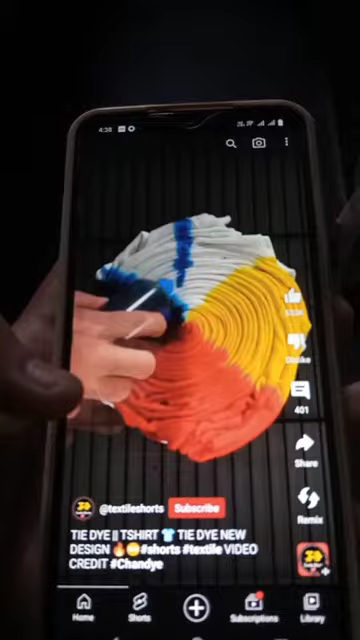 4:38
Dislike
401
Share
Remix
@textileshorts Subscribe
TIE DYE || TSHIRT 👕 TIE DYE NEW
DESIGN 🔥😍#shorts #textile VIDEO
CREDIT #Chandye
Home Shorts Subscriptions Library